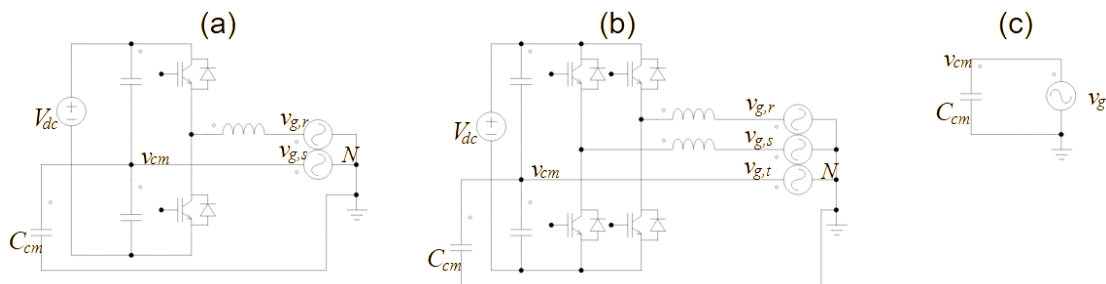 (a)
V_dc
v_g,r
v_g,s
N
v_cm
C_cm
(b)
V_dc
v_g,r
v_g,s
v_g,t
N
v_cm
C_cm
(c)
v_cm
C_cm
v_g